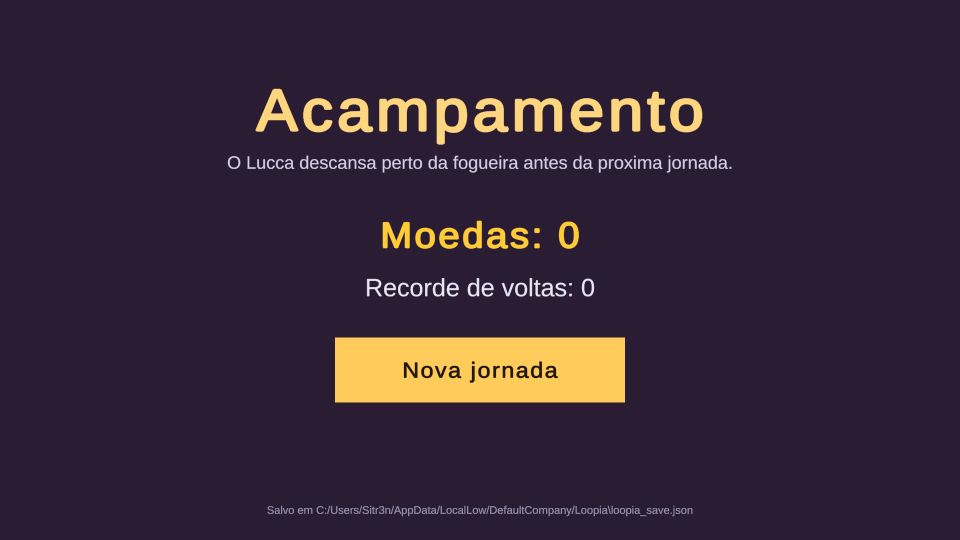 Acampamento
O Lucca descansa perto da fogueira antes da proxima jornada.
Moedas: 0
Recorde de voltas: 0
Nova jornada
Salvo em C:/Users/Sitr3n/AppData/LocalLow/DefaultCompany/Loopia\loopia_save.json